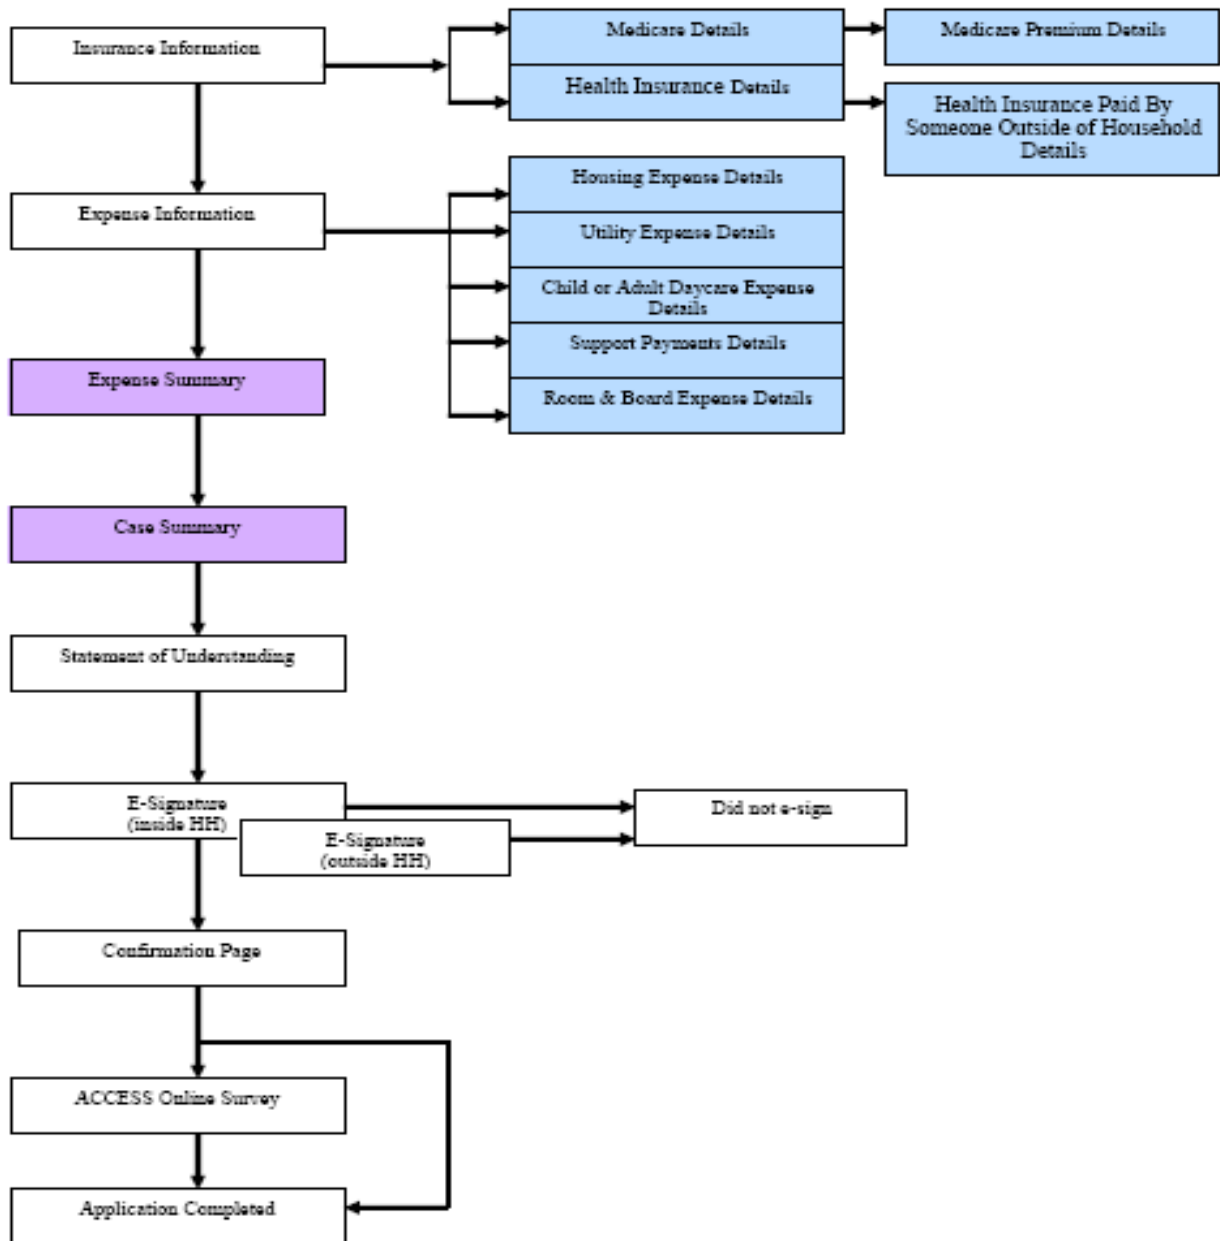 Insurance Information
Medicare Details
Medicare Premium Details
Health Insurance Details
Health Insurance Paid By
Someone Outside of Household
Details
Expense Information
Housing Expense Details
Utility Expense Details
Child or Adult Daycare Expense
Details
Support Payments Details
Room & Board Expense Details
Expense Summary
Case Summary
Statement of Understanding
E-Signature
(inside HH)
E-Signature
(outside HH)
Did not e-sign
Confirmation Page
ACCESS Online Survey
Application Completed